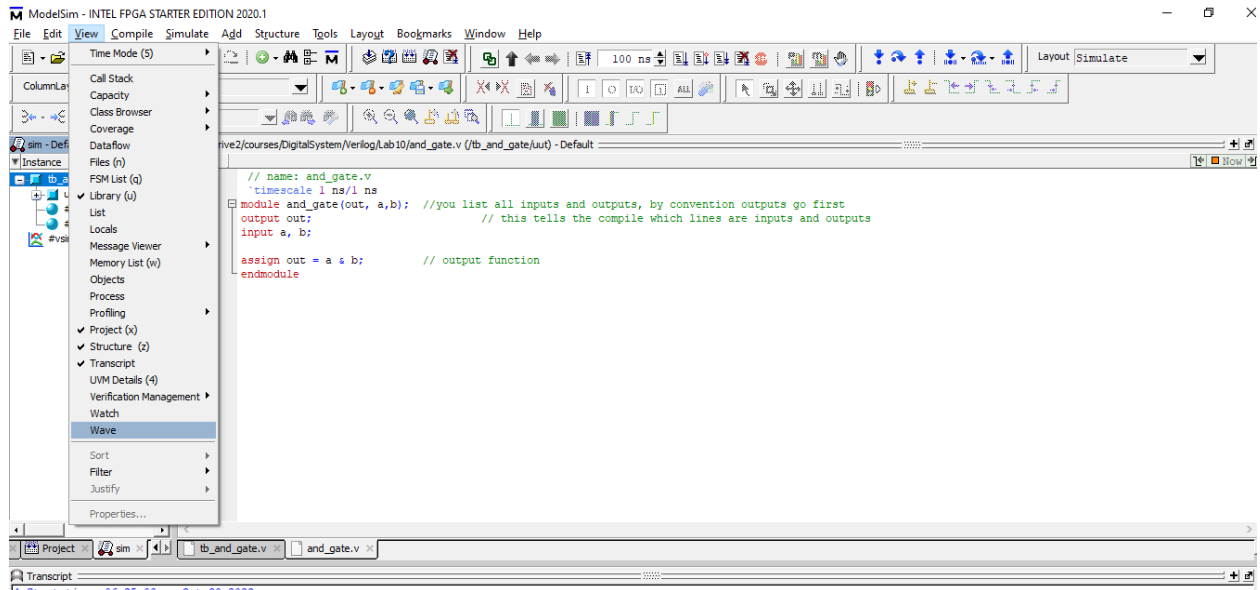 ModelSim - INTEL FPGA STARTER EDITION 2020.1
File Edit View Compile Simulate Add Structure Tools Layout Bookmarks Window Help
100 ns
Layout Simulate
ColumnLay
Time Mode (5)
Call Stack
Capacity
Class Browser
Coverage
Dataflow
Files (n)
FSM List (q)
Library (u)
List
Locals
Message Viewer
Memory List (w)
Objects
Process
Profiling
Project (x)
Structure (z)
Transcript
UVM Details (4)
Verification Management
Watch
Wave
Sort
Filter
Justify
Properties...
sim - Defa
Instance
tb_a
#vsi
rive2/courses/DigitalSystem/Verilog/Lab10/and_gate.v (/tb_and_gate/uut) - Default
Now
// name: and_gate.v
`timescale 1 ns/1 ns
module and_gate(out, a,b); //you list all inputs and outputs, by convention outputs go first
output out; // this tells the compile which lines are inputs and outputs
input a, b;
assign out = a & b; // output function
endmodule
Project sim tb_and_gate.v and_gate.v
Transcript